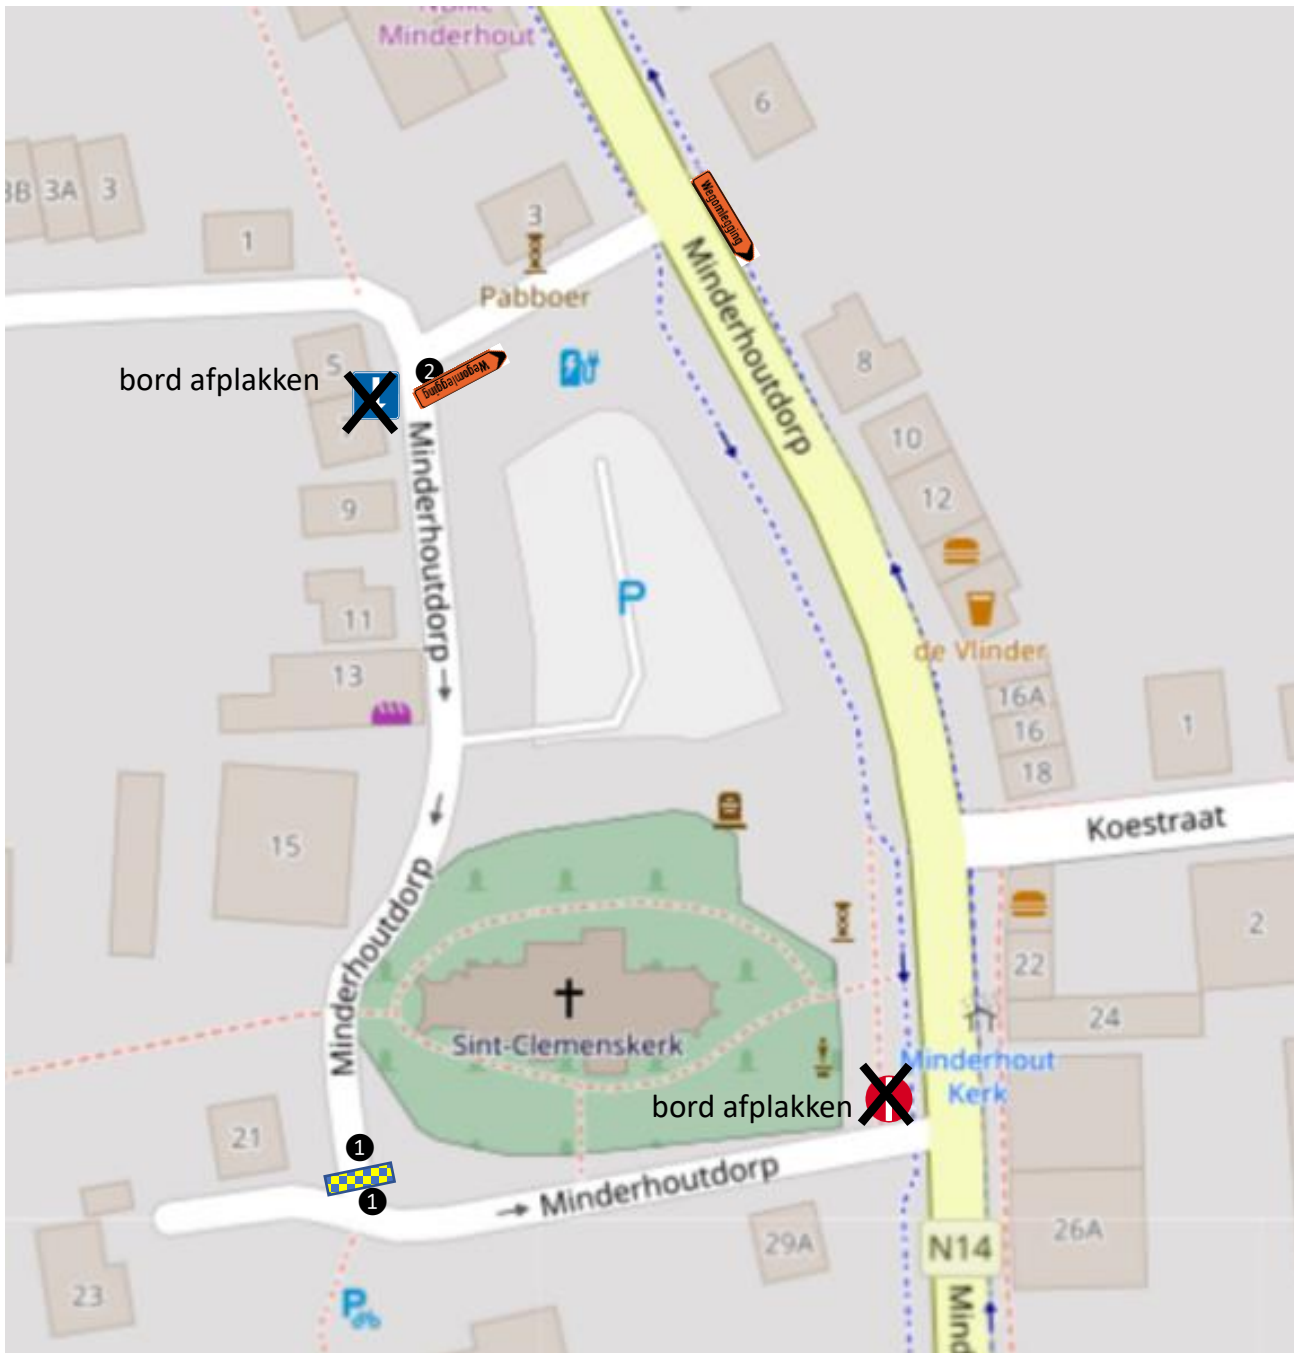 Minderhout
6
3B
3A
3
3
1
Wegomlegging
Pabboer
Minderhoutdorp
5
bord afplakken
2
Wegomlegging
8
10
12
9
Minderhoutdorp
P
11
13
de Vlinder
16A
16
18
1
Koestraat
15
Minderhoutdorp
22
2
24
Sint-Clemenskerk
Minderhout
Kerk
bord afplakken
21
1
1
Minderhoutdorp
29A
N14
26A
23
P
Mind